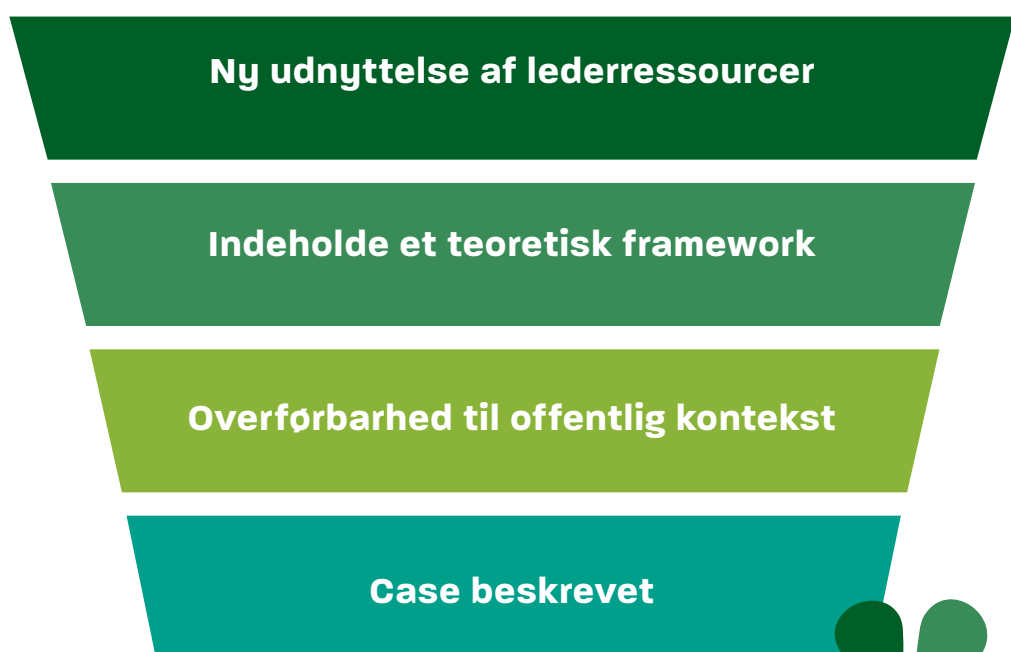 Ny udnyttelse af lederressourcer
Indeholde et teoretisk framework
Overførbarhed til offentlig kontekst
Case beskrevet